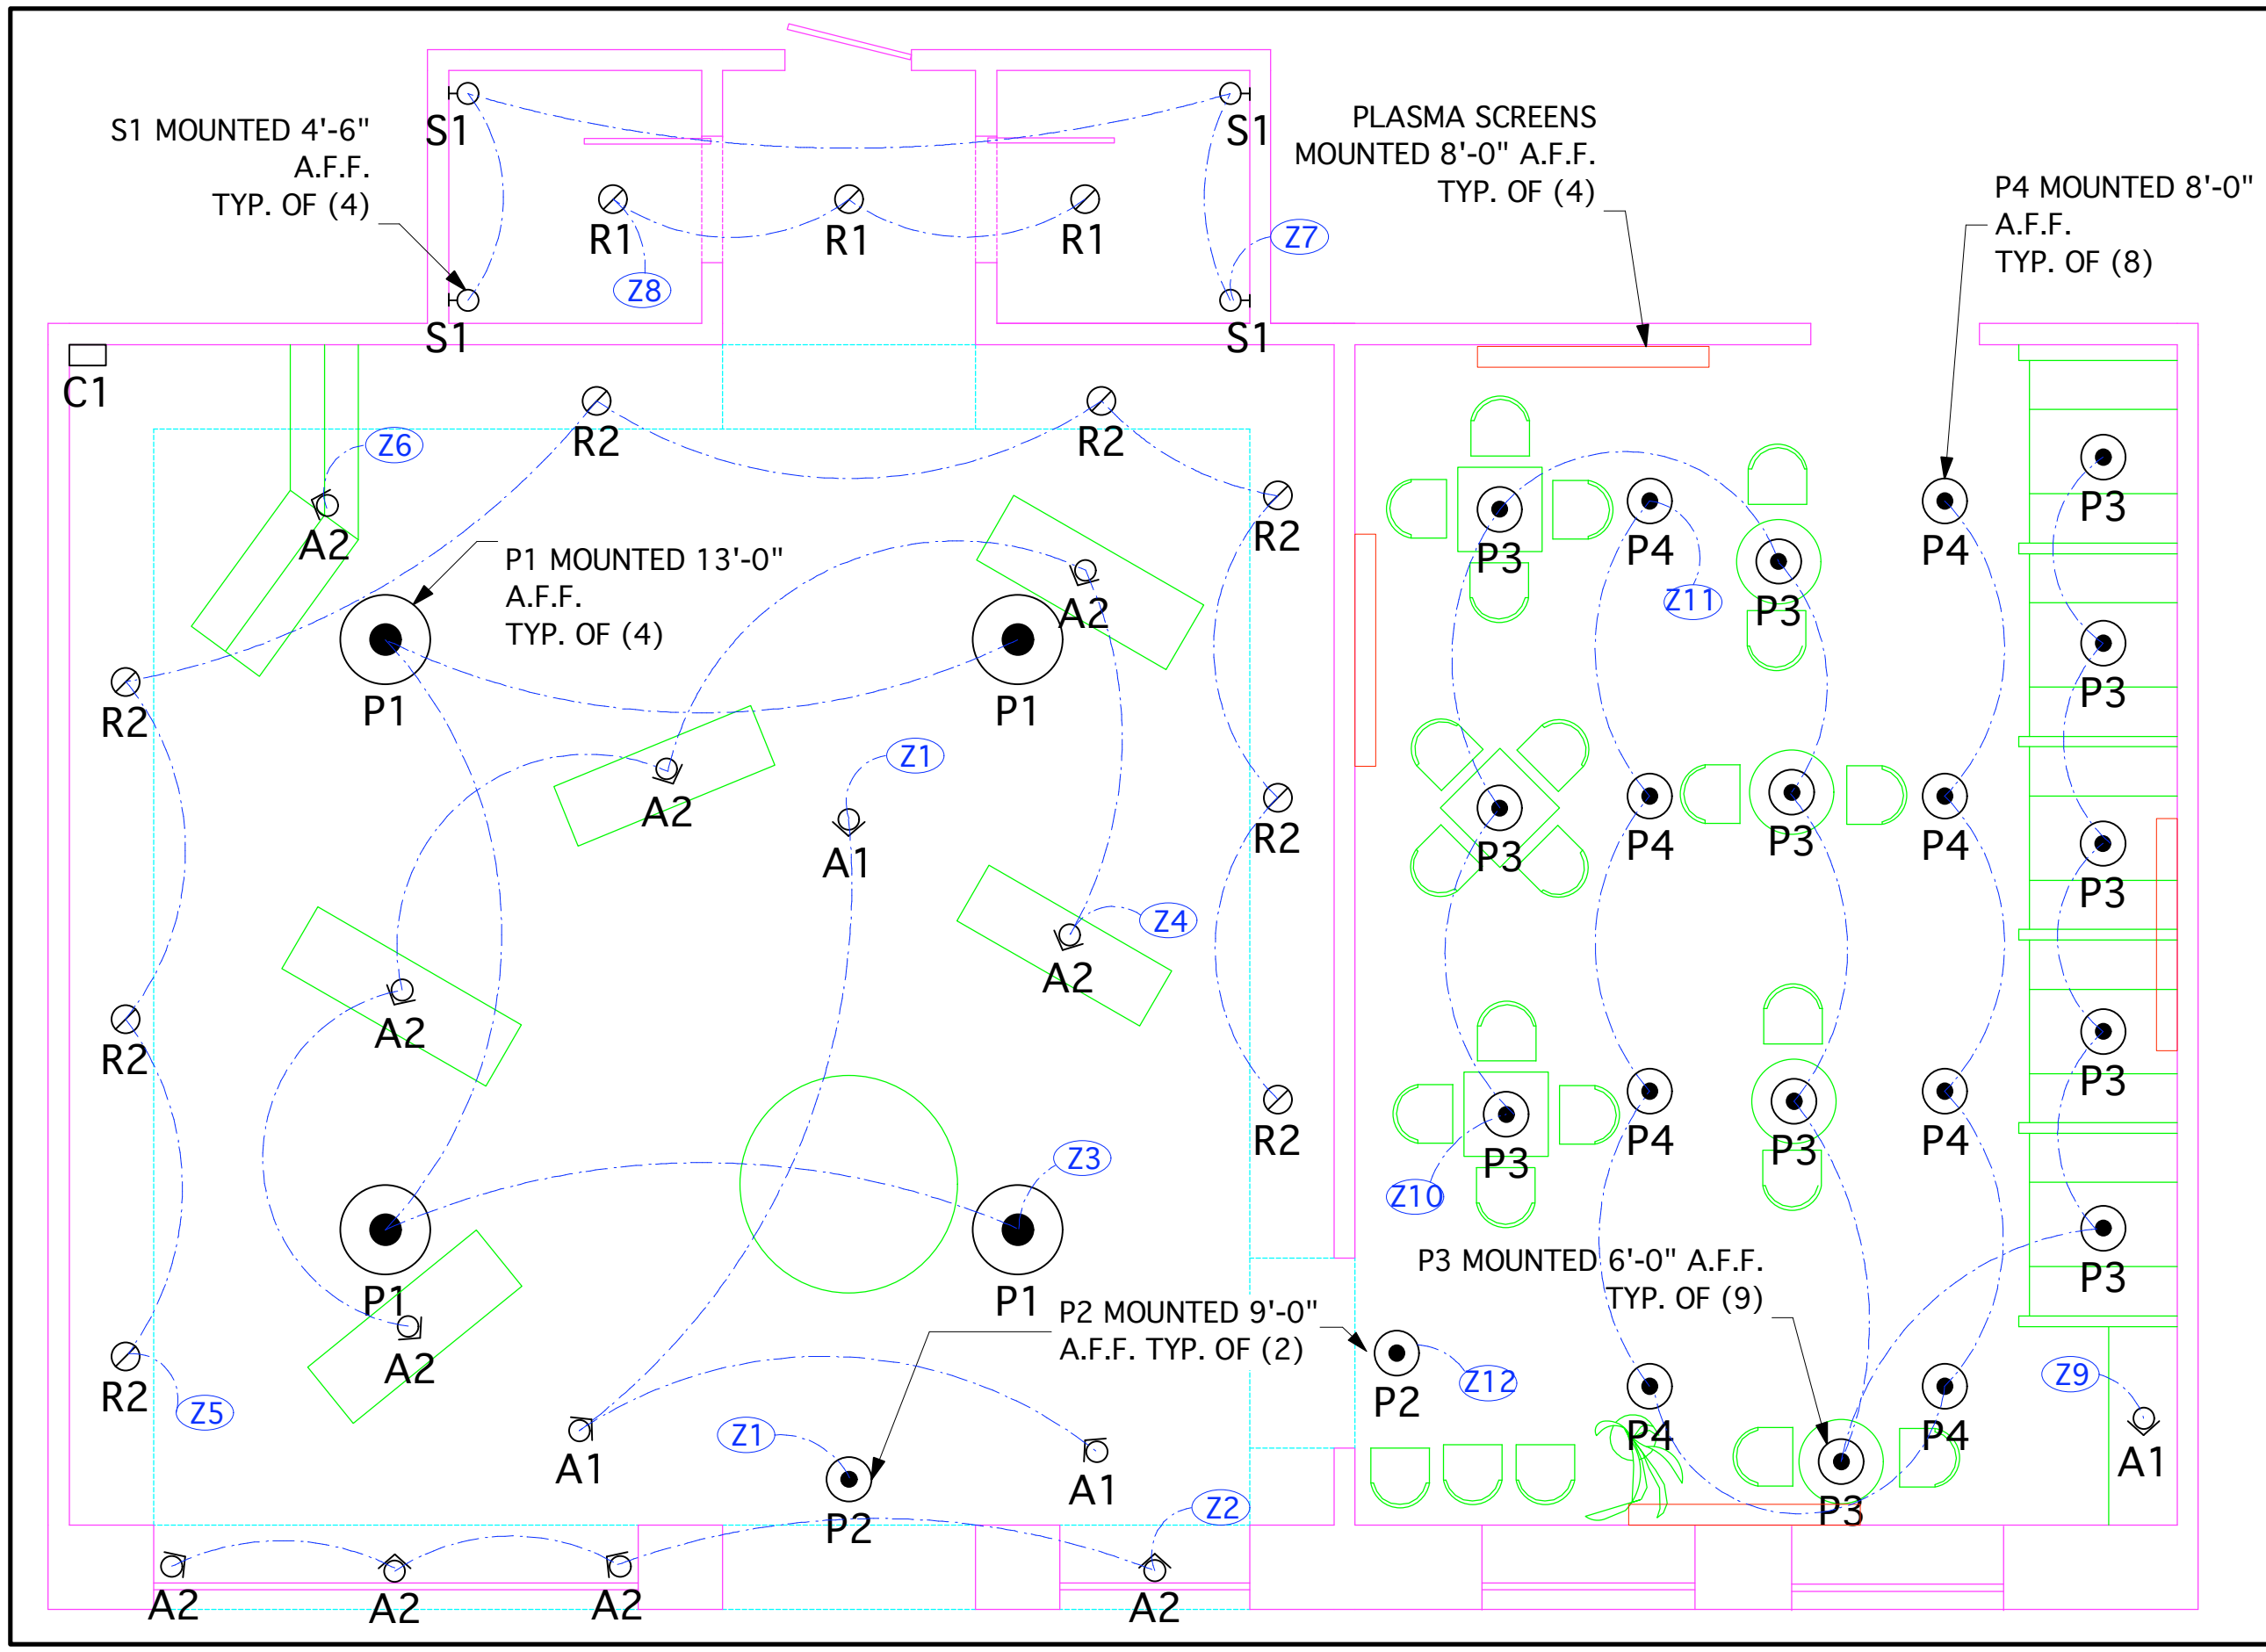 S1
S1
S1 MOUNTED 4'-6"
A.F.F.
TYP. OF (4)
PLASMA SCREENS
MOUNTED 8'-0" A.F.F.
TYP. OF (4)
P4 MOUNTED 8'-0"
A.F.F.
TYP. OF (8)
R1
R1
R1
Z7
Z8
S1
S1
C1
R2
R2
Z6
A2
R2
P3
P4
P4
P3
P1 MOUNTED 13'-0"
A.F.F.
TYP. OF (4)
A2
Z11
P3
P3
R2
P1
P1
Z1
A2
R2
A1
P3
P4
P3
P4
P3
Z4
A2
A2
R2
R2
P3
P4
P3
P4
P3
Z3
Z10
P3 MOUNTED 6'-0" A.F.F.
TYP. OF (9)
P3
P1
P1
P2 MOUNTED 9'-0"
A.F.F. TYP. OF (2)
A2
R2
Z5
P2
Z12
Z9
Z1
A1
A1
P4
P4
A1
P2
Z2
P3
A2
A2
A2
A2